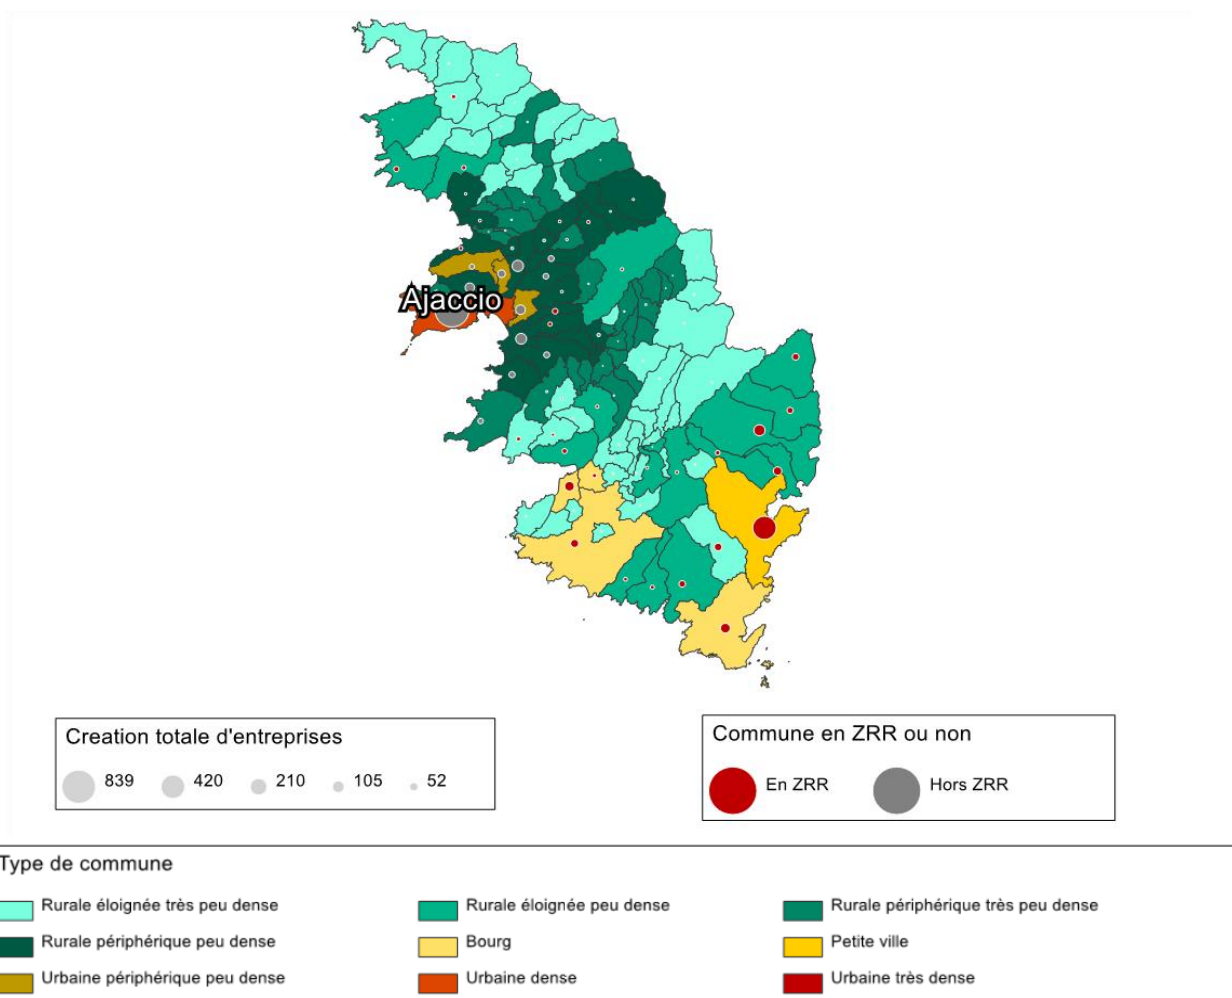 Ajaccio
Creation totale d'entreprises
839 420 210 105 52
Commune en ZRR ou non
En ZRR Hors ZRR
Type de commune
Rurale éloignée très peu dense Rurale éloignée peu dense Rurale périphérique très peu dense
Rurale périphérique peu dense Bourg Petite ville
Urbaine périphérique peu dense Urbaine dense Urbaine très dense